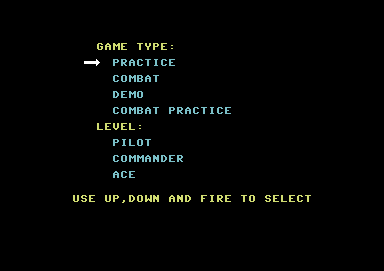 GAME TYPE:
PRACTICE
COMBAT
DEMO
COMBAT PRACTICE
LEVEL:
PILOT
COMMANDER
ACE
USE UP,DOWN AND FIRE TO SELECT